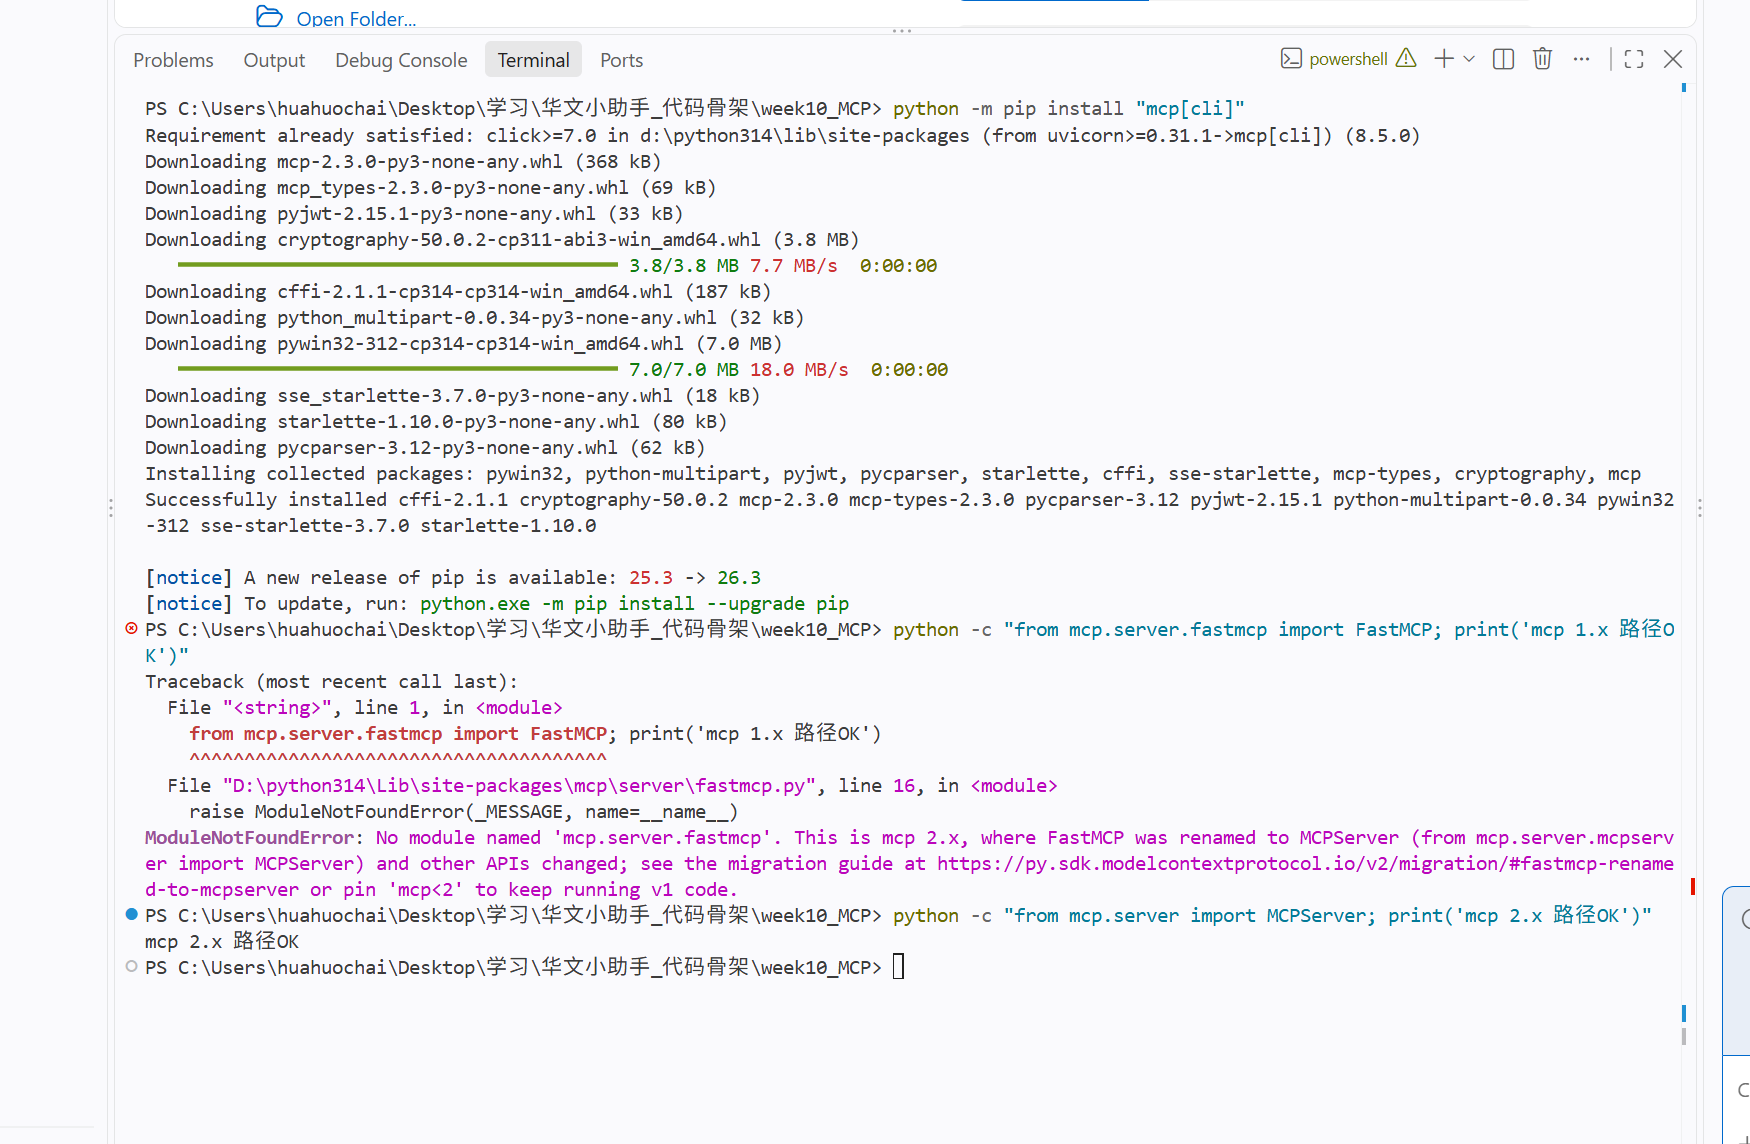 Open Folder...
Problems Output Debug Console Terminal Ports powershell
PS C:\Users\huahuochai\Desktop\学习\华文小助手_代码骨架\week10_MCP> python -m pip install "mcp[cli]"
Requirement already satisfied: click>=7.0 in d:\python314\lib\site-packages (from uvicorn>=0.31.1->mcp[cli]) (8.5.0)
Downloading mcp-2.3.0-py3-none-any.whl (368 kB)
Downloading mcp_types-2.3.0-py3-none-any.whl (69 kB)
Downloading pyjwt-2.15.1-py3-none-any.whl (33 kB)
Downloading cryptography-50.0.2-cp311-abi3-win_amd64.whl (3.8 MB)
3.8/3.8 MB 7.7 MB/s 0:00:00
Downloading cffi-2.1.1-cp314-cp314-win_amd64.whl (187 kB)
Downloading python_multipart-0.0.34-py3-none-any.whl (32 kB)
Downloading pywin32-312-cp314-cp314-win_amd64.whl (7.0 MB)
7.0/7.0 MB 18.0 MB/s 0:00:00
Downloading sse_starlette-3.7.0-py3-none-any.whl (18 kB)
Downloading starlette-1.10.0-py3-none-any.whl (80 kB)
Downloading pycparser-3.12-py3-none-any.whl (62 kB)
Installing collected packages: pywin32, python-multipart, pyjwt, pycparser, starlette, cffi, sse-starlette, mcp-types, cryptography, mcp
Successfully installed cffi-2.1.1 cryptography-50.0.2 mcp-2.3.0 mcp-types-2.3.0 pycparser-3.12 pyjwt-2.15.1 python-multipart-0.0.34 pywin32
-312 sse-starlette-3.7.0 starlette-1.10.0
[notice] A new release of pip is available: 25.3 -> 26.3
[notice] To update, run: python.exe -m pip install --upgrade pip
PS C:\Users\huahuochai\Desktop\学习\华文小助手_代码骨架\week10_MCP> python -c "from mcp.server.fastmcp import FastMCP; print('mcp 1.x 路径O
K')"
Traceback (most recent call last):
File "<string>", line 1, in <module>
from mcp.server.fastmcp import FastMCP; print('mcp 1.x 路径OK')
^^^^^^^^^^^^^^^^^^^^^^^^^^^^^^^^^^^^^^
File "D:\python314\Lib\site-packages\mcp\server\fastmcp.py", line 16, in <module>
raise ModuleNotFoundError(_MESSAGE, name=__name__)
ModuleNotFoundError: No module named 'mcp.server.fastmcp'. This is mcp 2.x, where FastMCP was renamed to MCPServer (from mcp.server.mcpserv
er import MCPServer) and other APIs changed; see the migration guide at https://py.sdk.modelcontextprotocol.io/v2/migration/#fastmcp-rename
d-to-mcpserver or pin 'mcp<2' to keep running v1 code.
PS C:\Users\huahuochai\Desktop\学习\华文小助手_代码骨架\week10_MCP> python -c "from mcp.server import MCPServer; print('mcp 2.x 路径OK')"
mcp 2.x 路径OK
PS C:\Users\huahuochai\Desktop\学习\华文小助手_代码骨架\week10_MCP>